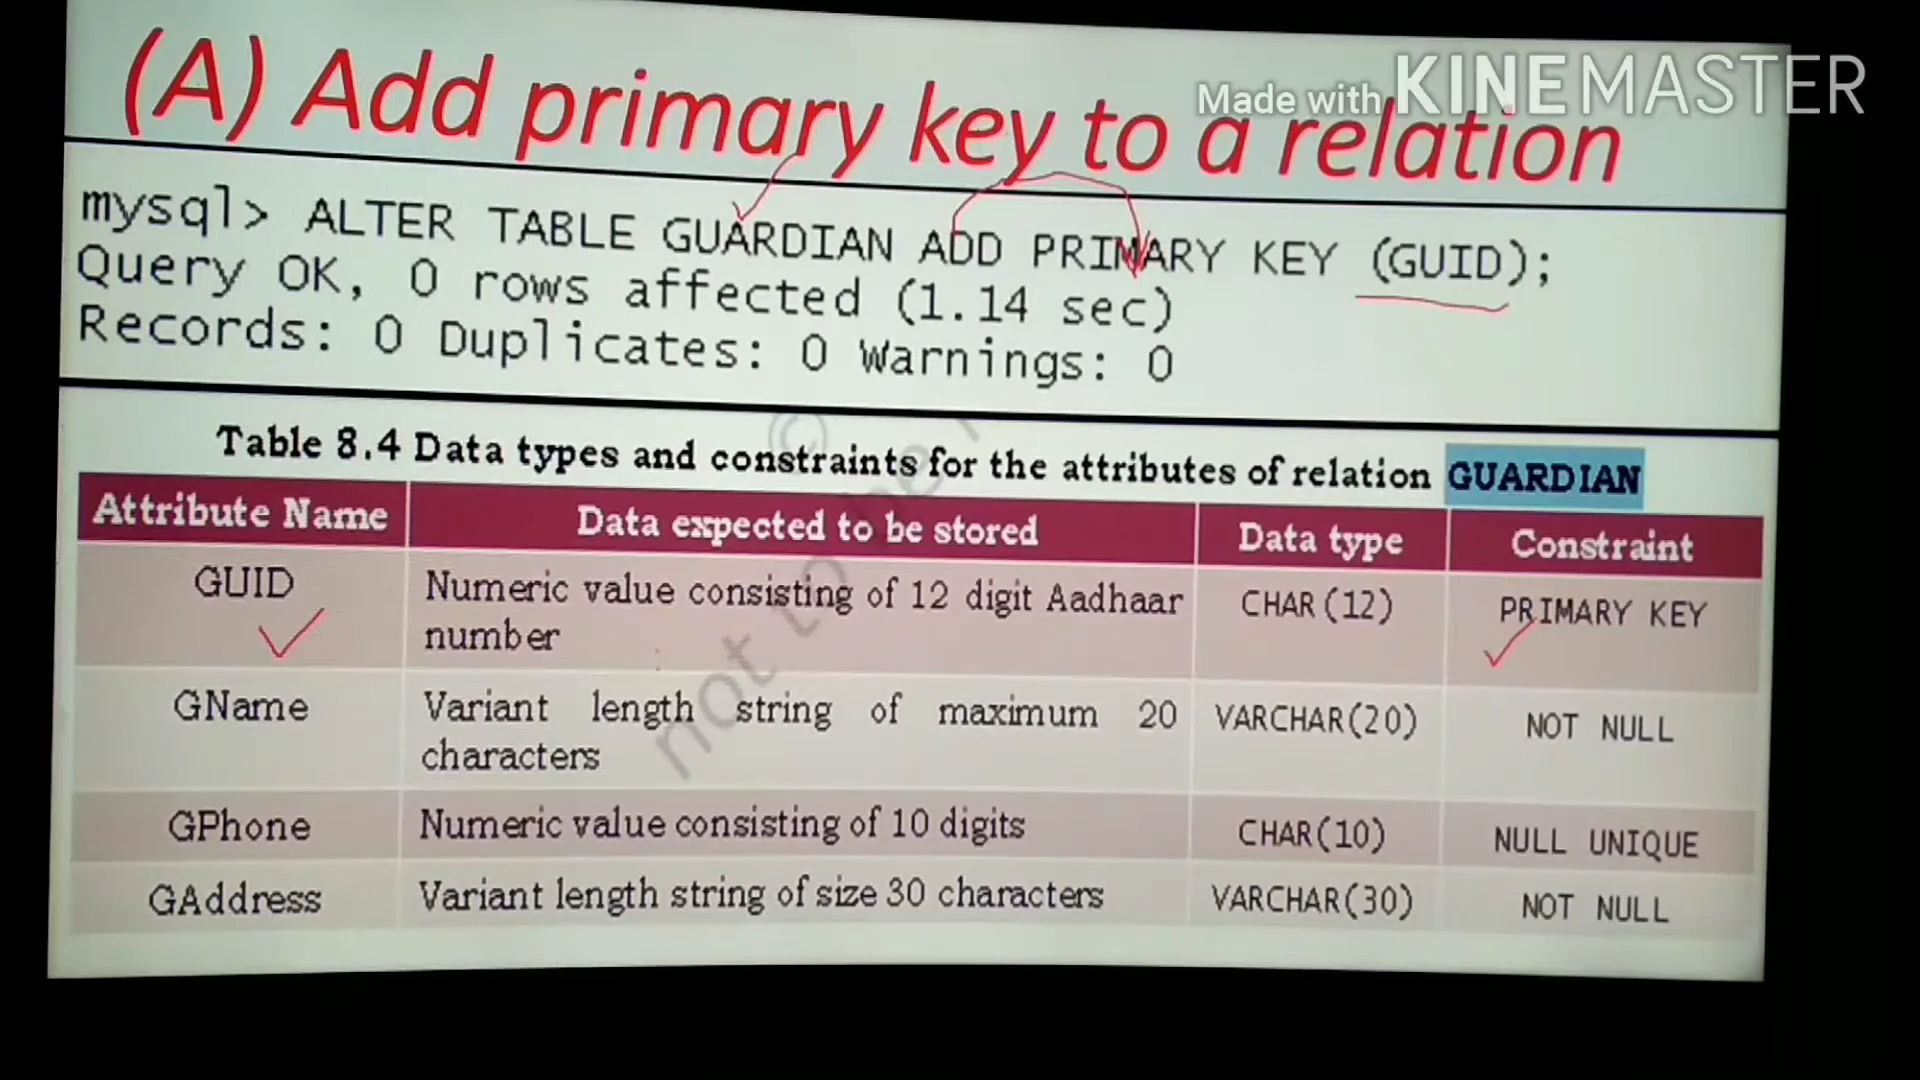 (A) Add primary key to a relation
Made with KINEMASTER
mysql> ALTER TABLE GUARDIAN ADD PRIMARY KEY (GUID);
Query OK, 0 rows affected (1.14 sec)
Records: 0 Duplicates: 0 Warnings: 0
Table 8.4 Data types and constraints for the attributes of relation GUARDIAN
Attribute Name Data expected to be stored Data type Constraint
GUID Numeric value consisting of 12 digit Aadhaar CHAR(12) PRIMARY KEY
number
GName Variant length string of maximum 20 VARCHAR(20) NOT NULL
characters
GPhone Numeric value consisting of 10 digits CHAR(10) NULL UNIQUE
GAddress Variant length string of size 30 characters VARCHAR(30) NOT NULL
©
not to be